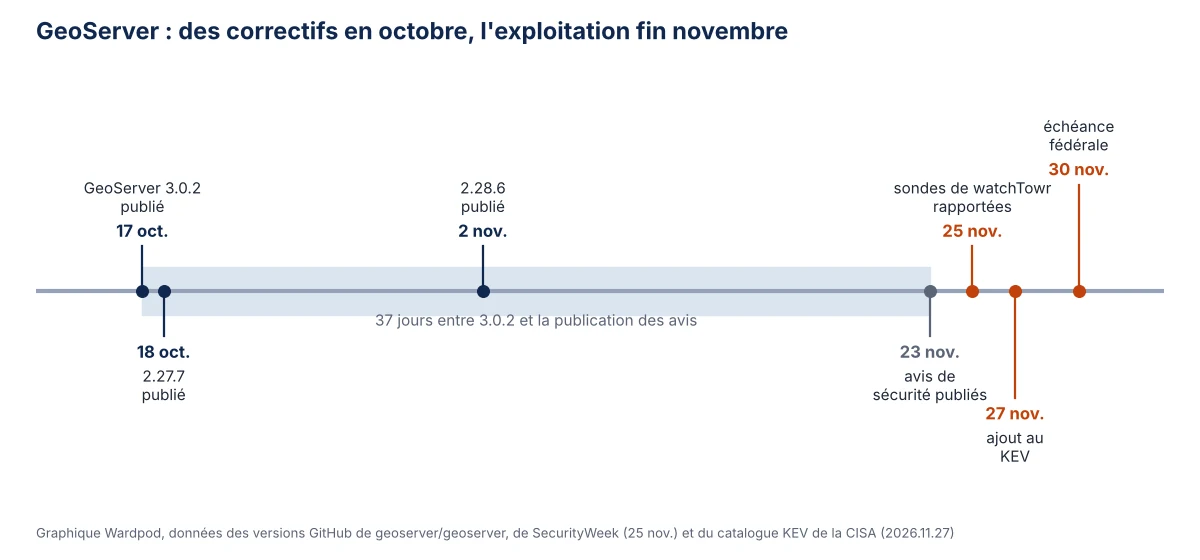 GeoServer : des correctifs en octobre, l'exploitation fin novembre
échéance
fédérale
30 nov.
GeoServer 3.0.2
publié
17 oct.
2.28.6
publié
2 nov.
sondes de watchTowr
rapportées
25 nov.
37 jours entre 3.0.2 et la publication des avis
18 oct.
2.27.7
publié
23 nov.
avis de
sécurité publiés
27 nov.
ajout au
KEV
Graphique Wardpod, données des versions GitHub de geoserver/geoserver, de SecurityWeek (25 nov.) et du catalogue KEV de la CISA (2026.11.27)